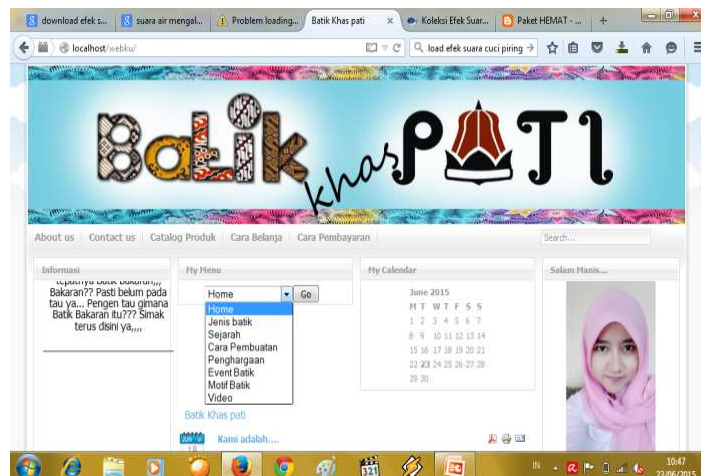 download efek s...
suara air mengal...
Problem loading...
Batik Khas pati
Koleksi Efek Suar...
Paket HEMAT - ...
localhost/webku/
load efek suara cuci piring
BaTik khas PATI
About us
Contact us
Catalog Produk
Cara Belanja
Cara Pembayaran
Search...
Informasi
Bakaran?? Pasti belum pada
tau ya... Pengen tau gimana
Batik Bakaran itu??? Simak
terus disini ya,,,,
My Menu
Home
Go
Home
Jenis batik
Sejarah
Cara Pembuatan
Penghargaan
Event Batik
Motif Batik
Video
Batik Khas pati
Kami adalah....
My Calendar
June 2015
M T W T F S S
1 2 3 4 5 6 7
8 9 10 11 12 13 14
15 16 17 18 19 20 21
22 23 24 25 26 27 28
29 30
Salam Manis...
321
IN
10:47
23/06/2015